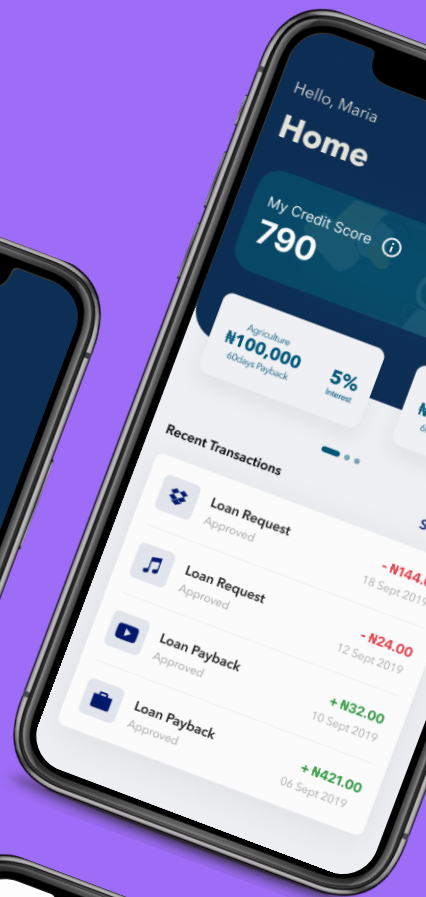 Hello, Maria
Home
My Credit Score
790
Agriculture
₦100,000
60days Payback
5%
Interest
Recent Transactions
Loan Request
Approved
- ₦144.0
18 Sept 2019
Loan Request
Approved
- ₦24.00
12 Sept 2019
Loan Payback
Approved
+ ₦32.00
10 Sept 2019
Loan Payback
Approved
+ ₦421.00
06 Sept 2019